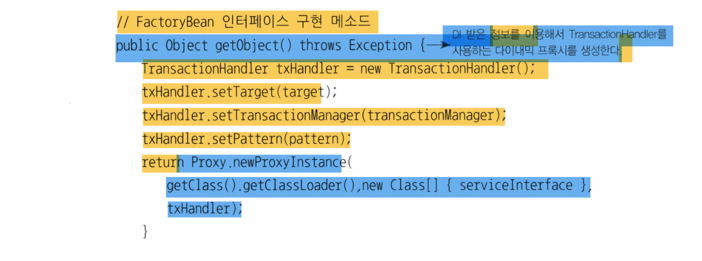 // FactoryBean 인터페이스 구현 메소드
public Object getObject() throws Exception {
DI 받은 정보를 이용해서 TransactionHandler를
사용하는 다이내믹 프록시를 생성한다.
TransactionHandler txHandler = new TransactionHandler();
txHandler.setTarget(target);
txHandler.setTransactionManager(transactionManager);
txHandler.setPattern(pattern);
return Proxy.newProxyInstance(
getClass().getClassLoader(),new Class[] { serviceInterface },
txHandler);
}